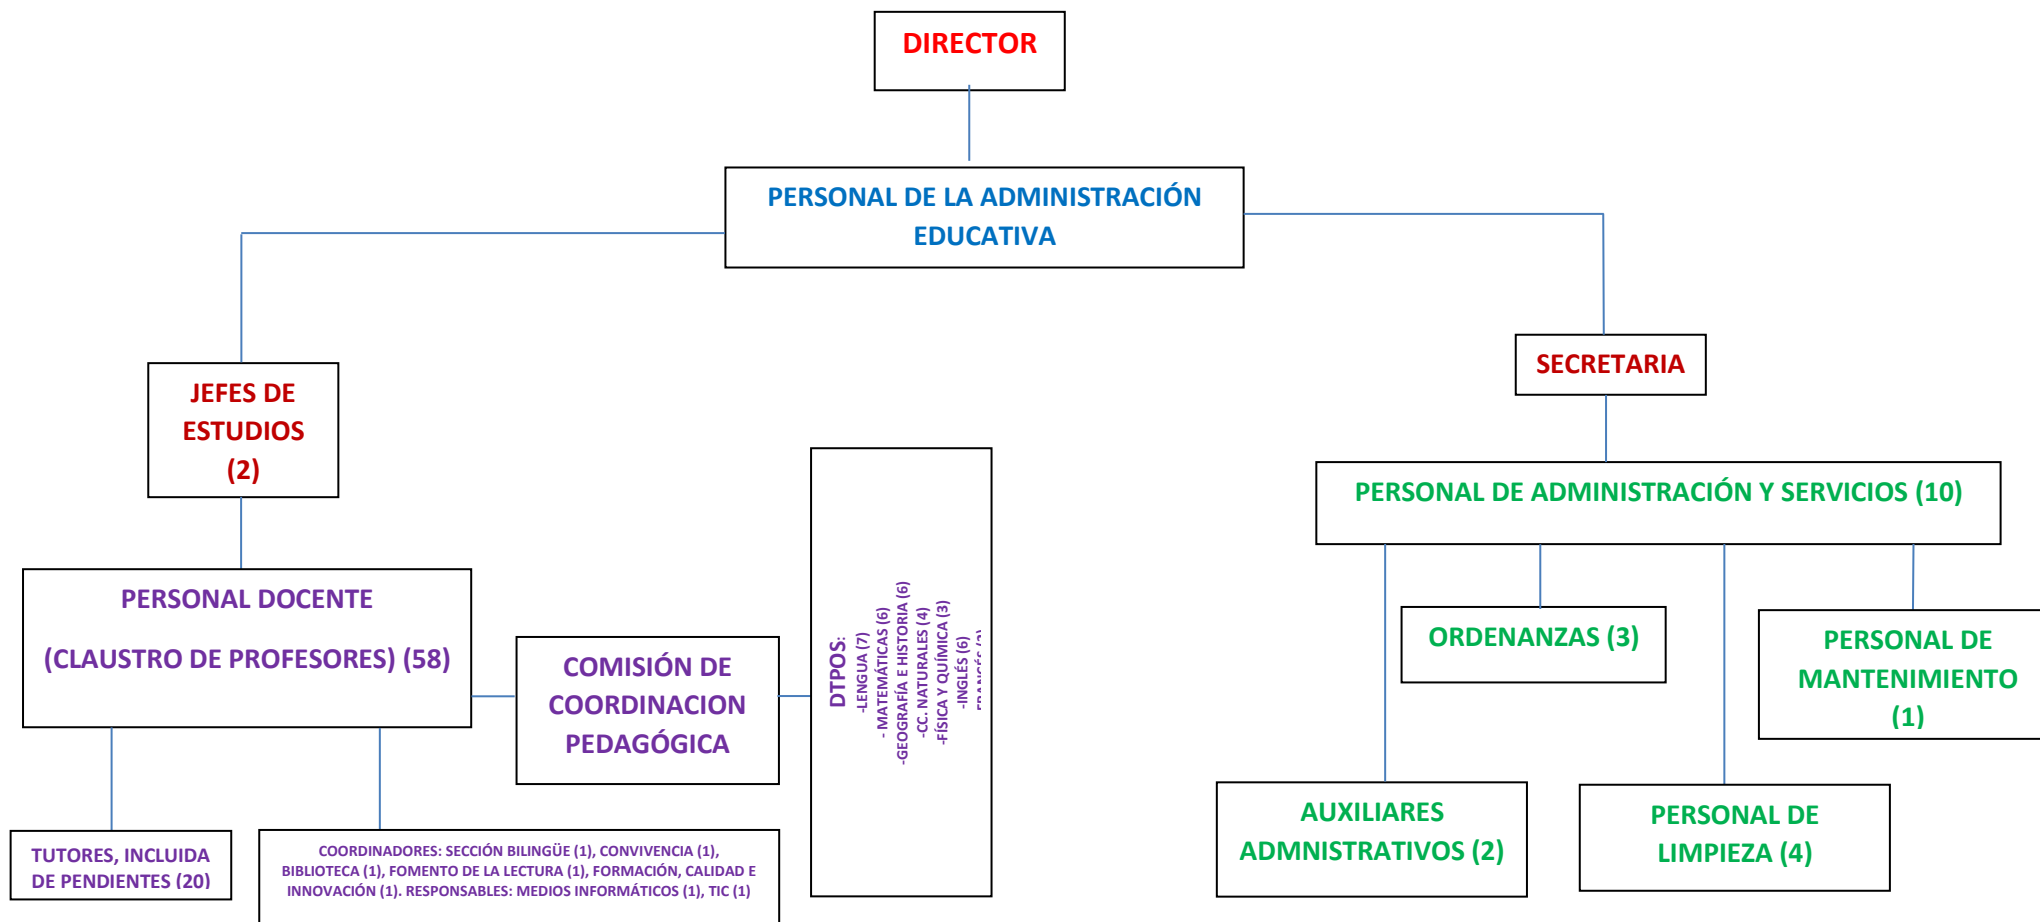 DIRECTOR
PERSONAL DE LA ADMINISTRACIÓN
EDUCATIVA
JEFES DE
ESTUDIOS
(2)
SECRETARIA
PERSONAL DOCENTE
(CLAUSTRO DE PROFESORES) (58)
COMISIÓN DE
COORDINACION
PEDAGÓGICA
DTPOS:
-LENGUA (7)
- MATEMÁTICAS (6)
-GEOGRAFÍA E HISTORIA (6)
-CC. NATURALES (4)
-FÍSICA Y QUÍMICA (3)
-INGLÉS (6)
TUTORES, INCLUIDA
DE PENDIENTES (20)
COORDINADORES: SECCIÓN BILINGÜE (1), CONVIVENCIA (1),
BIBLIOTECA (1), FOMENTO DE LA LECTURA (1), FORMACIÓN, CALIDAD E
INNOVACIÓN (1). RESPONSABLES: MEDIOS INFORMÁTICOS (1), TIC (1)
PERSONAL DE ADMINISTRACIÓN Y SERVICIOS (10)
ORDENANZAS (3)
PERSONAL DE
MANTENIMIENTO
(1)
AUXILIARES
ADMNISTRATIVOS (2)
PERSONAL DE
LIMPIEZA (4)